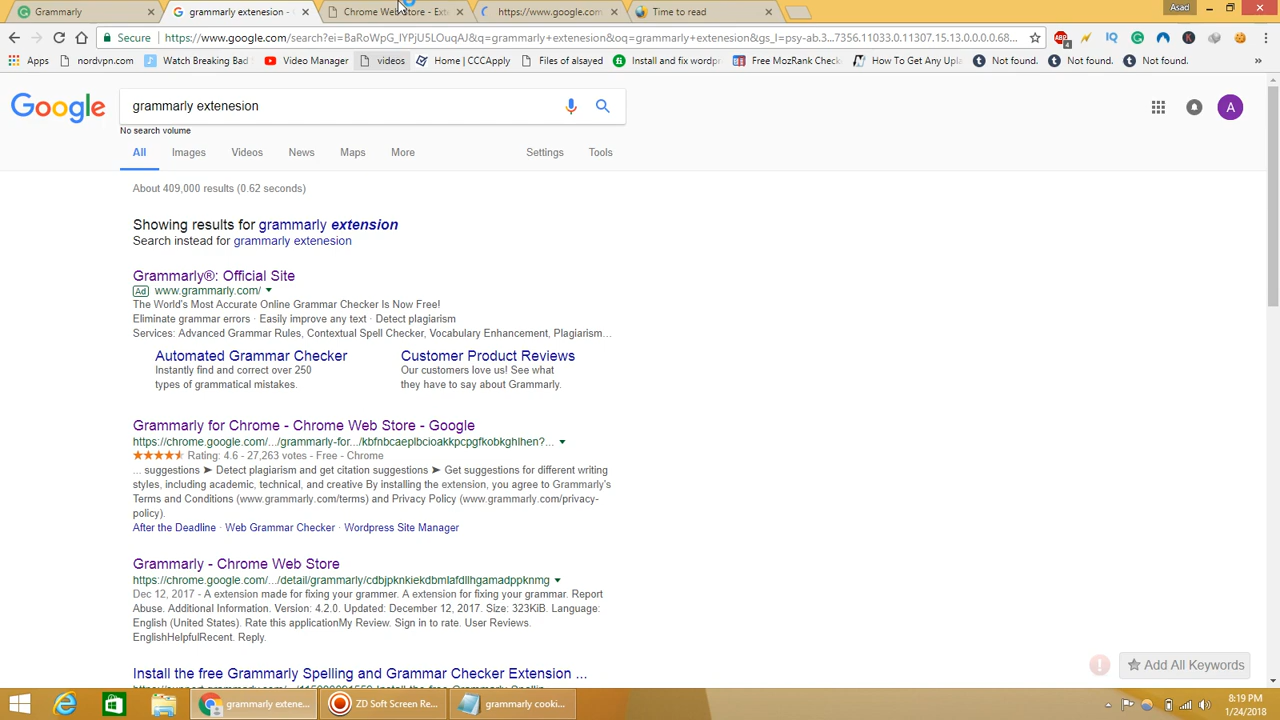 Grammarly
grammarly extenesion -
Chrome Web Store - Ext
https://www.google.com
Time to read
Asad
Secure
https://www.google.com/search?ei=BaRoWpG_IYPjU5LOuqAJ&q=grammarly+extenesion&oq=grammarly+extenesion&gs_l=psy-ab.3...7356.11033.0.11307.15.13.0.0.0.0.68...
Apps
nordvpn.com
Watch Breaking Bad
Video Manager
videos
Home | CCCApply
Files of alsayed
Install and fix wordpr
Free MozRank Check
How To Get Any Upla
Not found.
Not found.
Not found.
»
Google
grammarly extenesion
A
No search volume
All
Images
Videos
News
Maps
More
Settings
Tools
About 409,000 results (0.62 seconds)
Showing results for grammarly extension
Search instead for grammarly extenesion
Grammarly®: Official Site
Ad www.grammarly.com/
The World's Most Accurate Online Grammar Checker Is Now Free!
Eliminate grammar errors · Easily improve any text · Detect plagiarism
Services: Advanced Grammar Rules, Contextual Spell Checker, Vocabulary Enhancement, Plagiarism…
Automated Grammar Checker
Customer Product Reviews
Instantly find and correct over 250
Our customers love us! See what
types of grammatical mistakes.
they have to say about Grammarly.
Grammarly for Chrome - Chrome Web Store - Google
https://chrome.google.com/.../grammarly-for.../kbfnbcaeplbcioakkpcpgfkobkghlhen?...
Rating: 4.6 - 27,263 votes - Free - Chrome
... suggestions ➤ Detect plagiarism and get citation suggestions ➤ Get suggestions for different writing
styles, including academic, technical, and creative By installing the extension, you agree to Grammarly's
Terms and Conditions (www.grammarly.com/terms) and Privacy Policy (www.grammarly.com/privacy-
policy).
After the Deadline · Web Grammar Checker · Wordpress Site Manager
Grammarly - Chrome Web Store
https://chrome.google.com/.../detail/grammarly/cdbjpknkiekdbmlafdllhgamadppknmg
Dec 12, 2017 - A extension made for fixing your grammer. A extension for fixing your grammer. Report
Abuse. Additional Information. Version: 4.2.0. Updated: December 12, 2017. Size: 323KiB. Language:
English (United States). Rate this applicationMy Review. Sign in to rate. User Reviews.
EnglishHelpfulRecent. Reply.
Add All Keywords
Install the free Grammarly Spelling and Grammar Checker Extension ...
grammarly extene...
ZD Soft Screen Re...
grammarly cooki...
8:19 PM
1/24/2018